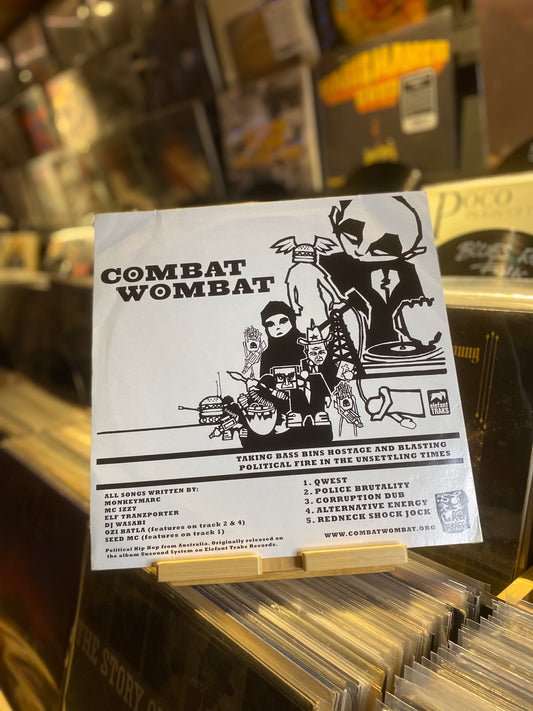 POCO
COMBAT
WOMBAT
elefant
TRAKS
TAKING BASS BINS HOSTAGE AND BLASTING
POLITICAL FIRE IN THE UNSETTLING TIMES
ALL SONGS WRITTEN BY:
MONKEYMARC
MC IZZY
ELF TRANZPORTER
DJ WASABI
OZI BATLA (features on track 2 & 4)
SEED MC (features on track 1)
Political Hip Hop from Australia. Originally released on
the album Unsound System on Elefant Traks Records.
1. QWEST
2. POLICE BRUTALITY
3. CORRUPTION DUB
4. ALTERNATIVE ENERGY
5. REDNECK SHOCK JOCK
WWW.COMBATWOMBAT.ORG
THE STORY